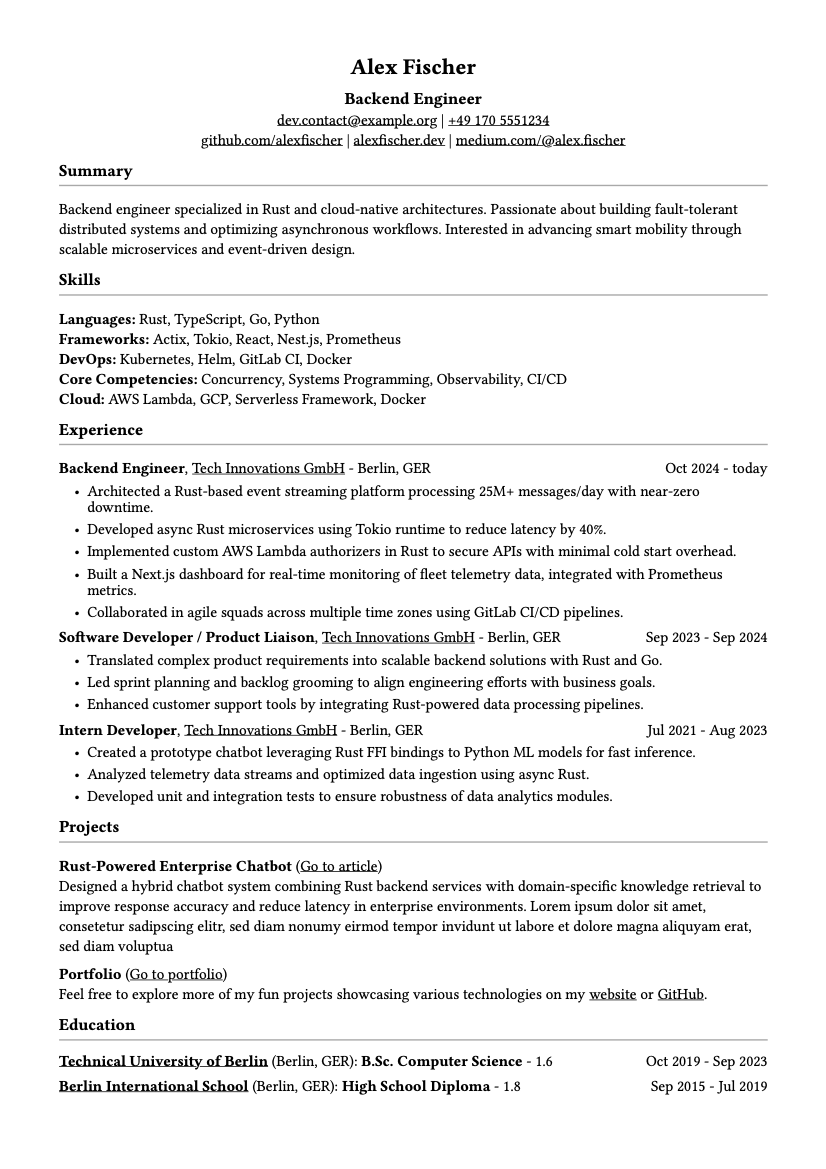 Alex Fischer
Backend Engineer
dev.contact@example.org | +49 170 5551234
github.com/alexfischer | alexfischer.dev | medium.com/@alex.fischer
Summary
Backend engineer specialized in Rust and cloud-native architectures. Passionate about building fault-tolerant
distributed systems and optimizing asynchronous workflows. Interested in advancing smart mobility through
scalable microservices and event-driven design.
Skills
Languages: Rust, TypeScript, Go, Python
Frameworks: Actix, Tokio, React, Nest.js, Prometheus
DevOps: Kubernetes, Helm, GitLab CI, Docker
Core Competencies: Concurrency, Systems Programming, Observability, CI/CD
Cloud: AWS Lambda, GCP, Serverless Framework, Docker
Experience
Backend Engineer, Tech Innovations GmbH - Berlin, GER Oct 2024 - today
• Architected a Rust-based event streaming platform processing 25M+ messages/day with near-zero
downtime.
• Developed async Rust microservices using Tokio runtime to reduce latency by 40%.
• Implemented custom AWS Lambda authorizers in Rust to secure APIs with minimal cold start overhead.
• Built a Next.js dashboard for real-time monitoring of fleet telemetry data, integrated with Prometheus
metrics.
• Collaborated in agile squads across multiple time zones using GitLab CI/CD pipelines.
Software Developer / Product Liaison, Tech Innovations GmbH - Berlin, GER Sep 2023 - Sep 2024
• Translated complex product requirements into scalable backend solutions with Rust and Go.
• Led sprint planning and backlog grooming to align engineering efforts with business goals.
• Enhanced customer support tools by integrating Rust-powered data processing pipelines.
Intern Developer, Tech Innovations GmbH - Berlin, GER Jul 2021 - Aug 2023
• Created a prototype chatbot leveraging Rust FFI bindings to Python ML models for fast inference.
• Analyzed telemetry data streams and optimized data ingestion using async Rust.
• Developed unit and integration tests to ensure robustness of data analytics modules.
Projects
Rust-Powered Enterprise Chatbot (Go to article)
Designed a hybrid chatbot system combining Rust backend services with domain-specific knowledge retrieval to
improve response accuracy and reduce latency in enterprise environments. Lorem ipsum dolor sit amet,
consetetur sadipscing elitr, sed diam nonumy eirmod tempor invidunt ut labore et dolore magna aliquyam erat,
sed diam voluptua
Portfolio (Go to portfolio)
Feel free to explore more of my fun projects showcasing various technologies on my website or GitHub.
Education
Technical University of Berlin (Berlin, GER): B.Sc. Computer Science - 1.6 Oct 2019 - Sep 2023
Berlin International School (Berlin, GER): High School Diploma - 1.8 Sep 2015 - Jul 2019